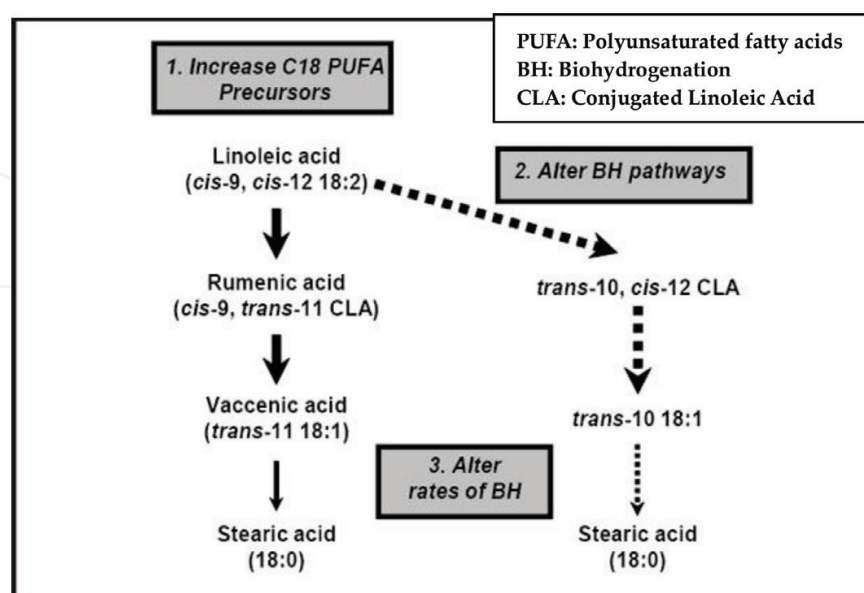 PUFA: Polyunsaturated fatty acids
BH: Biohydrogenation
CLA: Conjugated Linoleic Acid
1. Increase C18 PUFA
Precursors
Linoleic acid
(cis-9, cis-12 18:2)
2. Alter BH pathways
Rumenic acid
(cis-9, trans-11 CLA)
trans-10, cis-12 CLA
Vaccenic acid
(trans-11 18:1)
trans-10 18:1
3. Alter
rates of BH
Stearic acid
(18:0)
Stearic acid
(18:0)